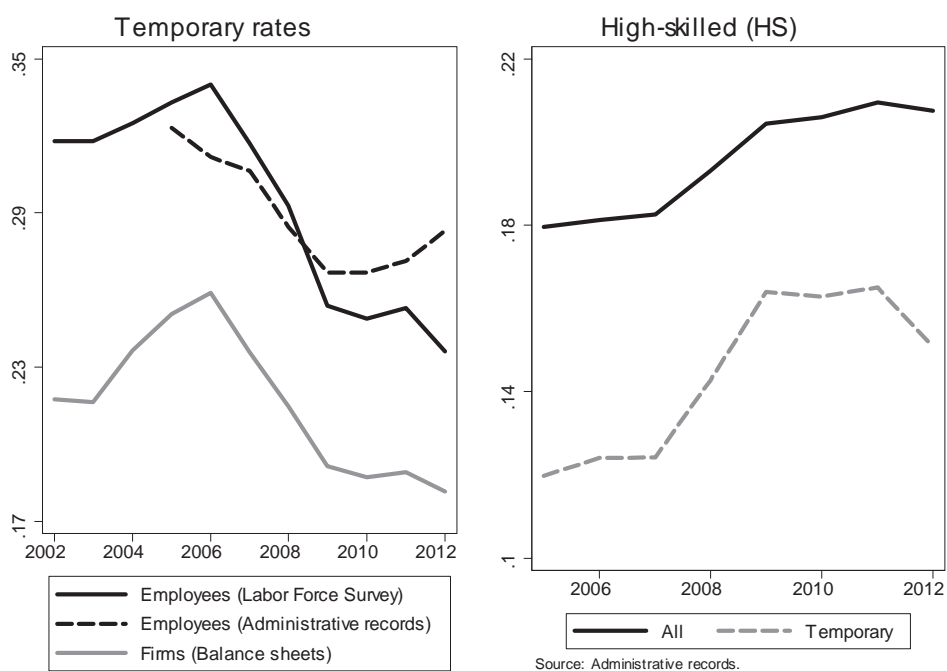 Temporary rates
.35
.29
.23
.17
2002 2004 2006 2008 2010 2012
Employees (Labor Force Survey)
Employees (Administrative records)
Firms (Balance sheets)
High-skilled (HS)
.22
.18
.14
.1
2006 2008 2010 2012
All Temporary
Source: Administrative records.